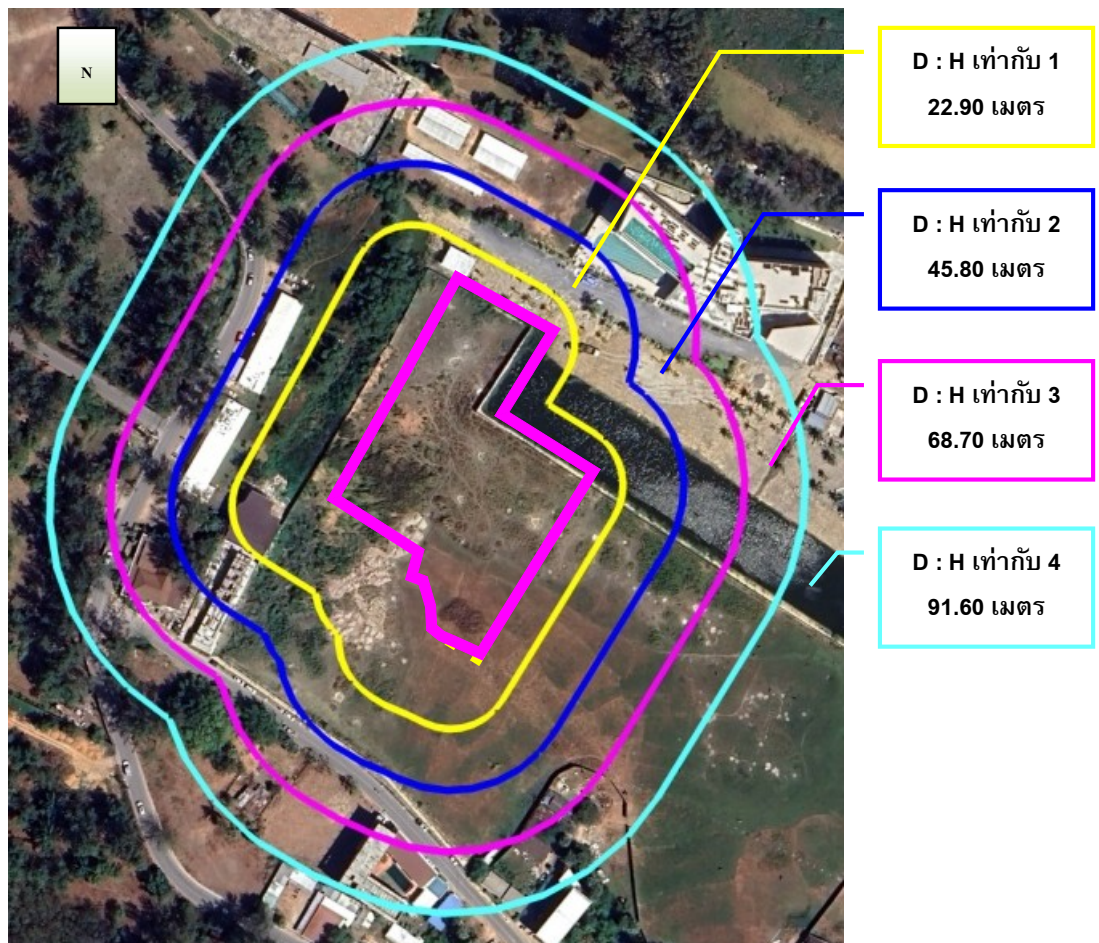 N
D : H เท่ากับ 1
22.90 เมตร
D : H เท่ากับ 2
45.80 เมตร
D : H เท่ากับ 3
68.70 เมตร
D : H เท่ากับ 4
91.60 เมตร